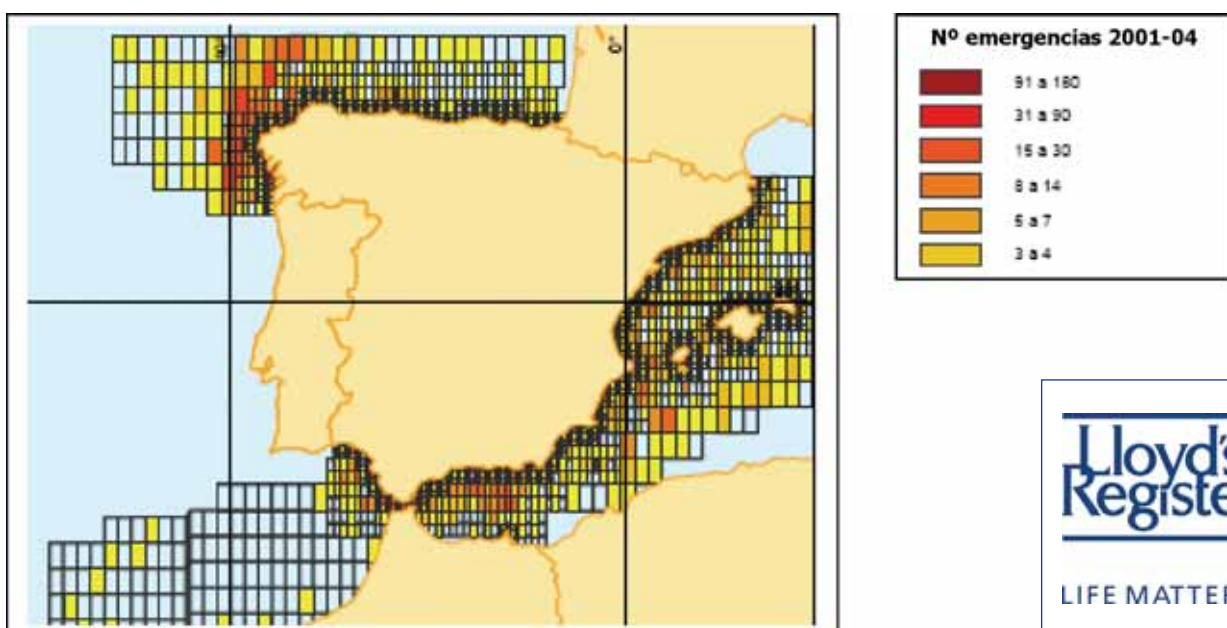 0°
Nº emergencias 2001-04
91 a 180
31 a 90
15 a 30
8 a 14
5 a 7
3 a 4
Lloyd's
Registe
LIFE MATTER